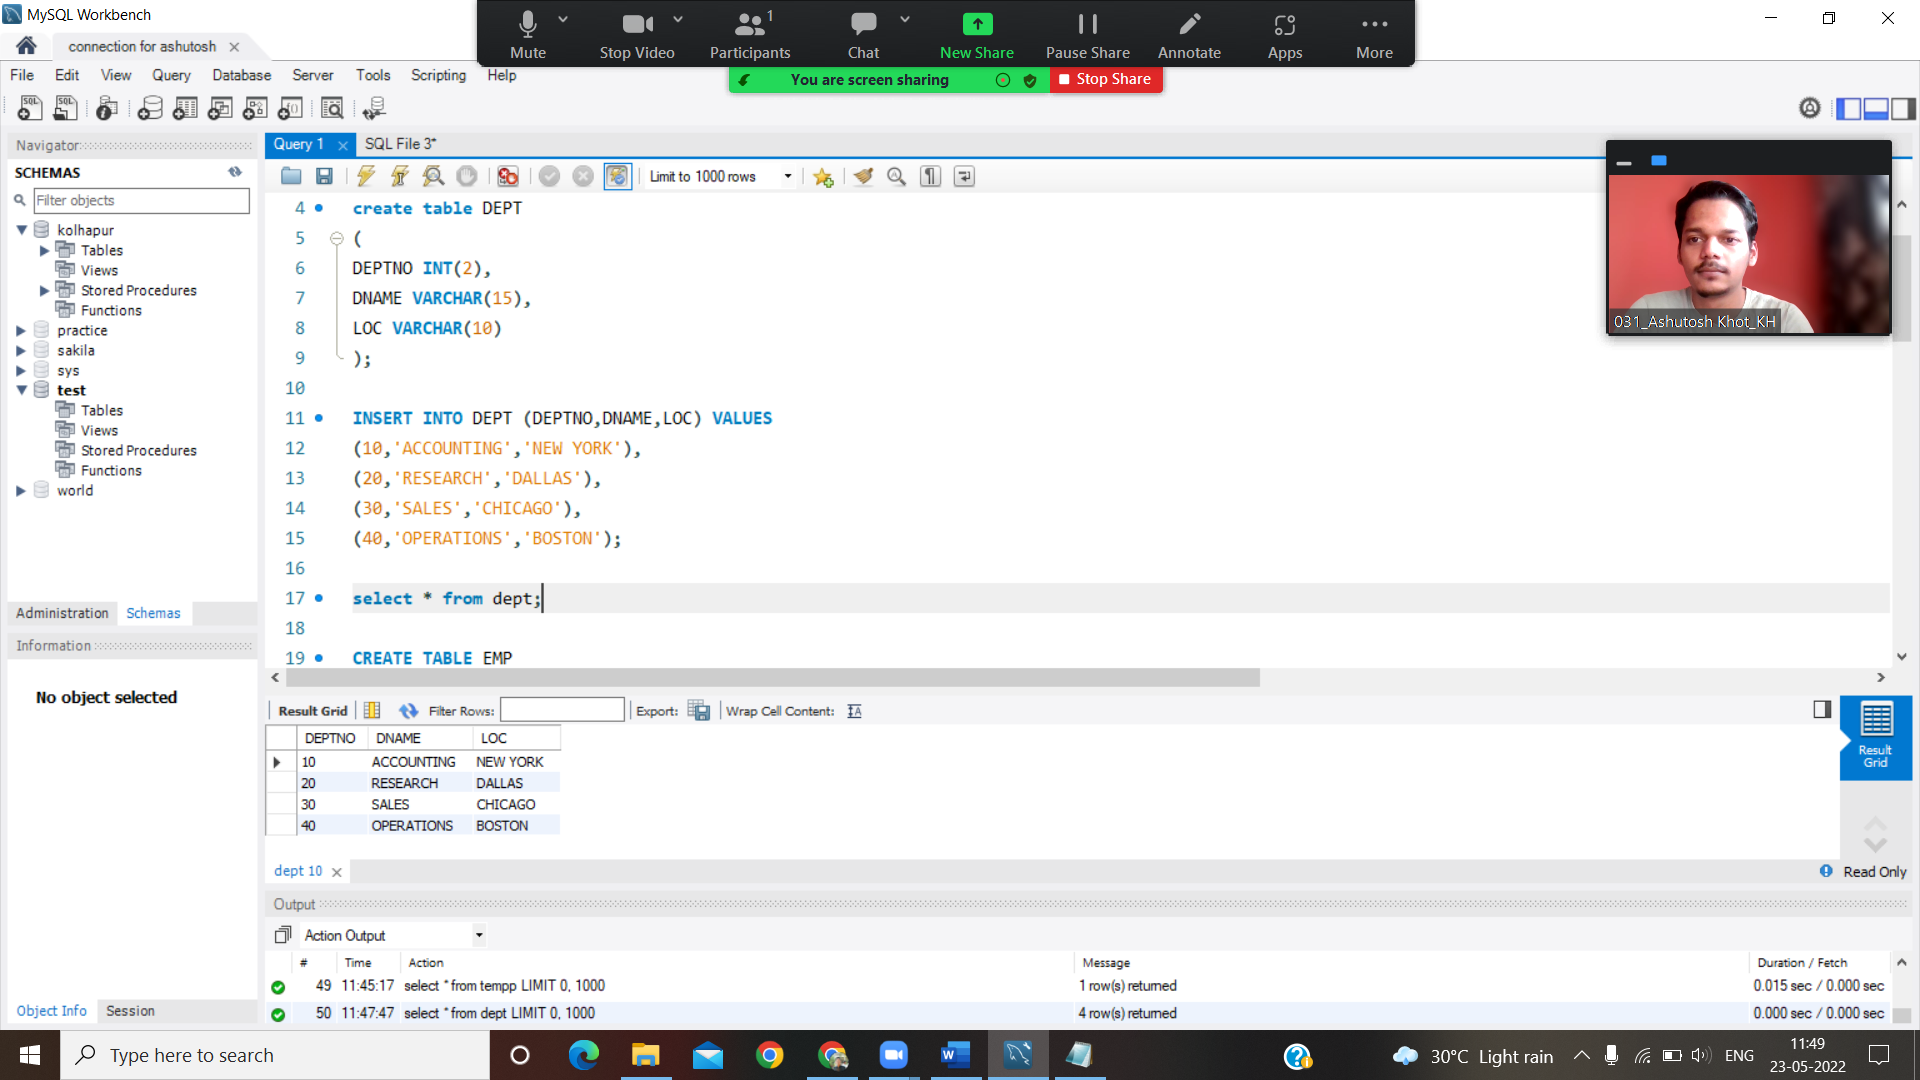 MySQL Workbench
connection for ashutosh
Mute
Stop Video
Participants
1
Chat
New Share
Pause Share
Annotate
Apps
More
You are screen sharing
Stop Share
File Edit View Query Database Server Tools Scripting Help
Navigator
SCHEMAS
Filter objects
kolhapur
Tables
Views
Stored Procedures
Functions
practice
sakila
sys
test
Tables
Views
Stored Procedures
Functions
world
Administration Schemas
Information
No object selected
Object Info Session
Query 1 SQL File 3*
Limit to 1000 rows
4 create table DEPT
5 (
6 DEPTNO INT(2),
7 DNAME VARCHAR(15),
8 LOC VARCHAR(10)
9 );
10
11 INSERT INTO DEPT (DEPTNO,DNAME,LOC) VALUES
12 (10,'ACCOUNTING','NEW YORK'),
13 (20,'RESEARCH','DALLAS'),
14 (30,'SALES','CHICAGO'),
15 (40,'OPERATIONS','BOSTON');
16
17 select * from dept;
18
19 CREATE TABLE EMP
031_Ashutosh Khot_KH
Result Grid Filter Rows: Export: Wrap Cell Content:
DEPTNO DNAME LOC
10 ACCOUNTING NEW YORK
20 RESEARCH DALLAS
30 SALES CHICAGO
40 OPERATIONS BOSTON
Result
Grid
dept 10
Read Only
Output
Action Output
# Time Action Message Duration / Fetch
49 11:45:17 select * from tempp LIMIT 0, 1000 1 row(s) returned 0.015 sec / 0.000 sec
50 11:47:47 select * from dept LIMIT 0, 1000 4 row(s) returned 0.000 sec / 0.000 sec
Type here to search
30°C Light rain
ENG
11:49
23-05-2022